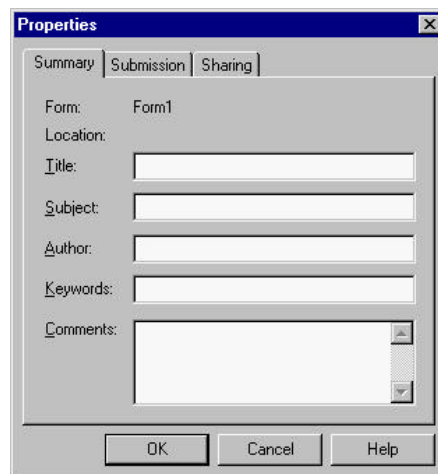 Properties
Summary Submission Sharing
Form: Form1
Location:
Title:
Subject:
Author:
Keywords:
Comments:
OK Cancel Help